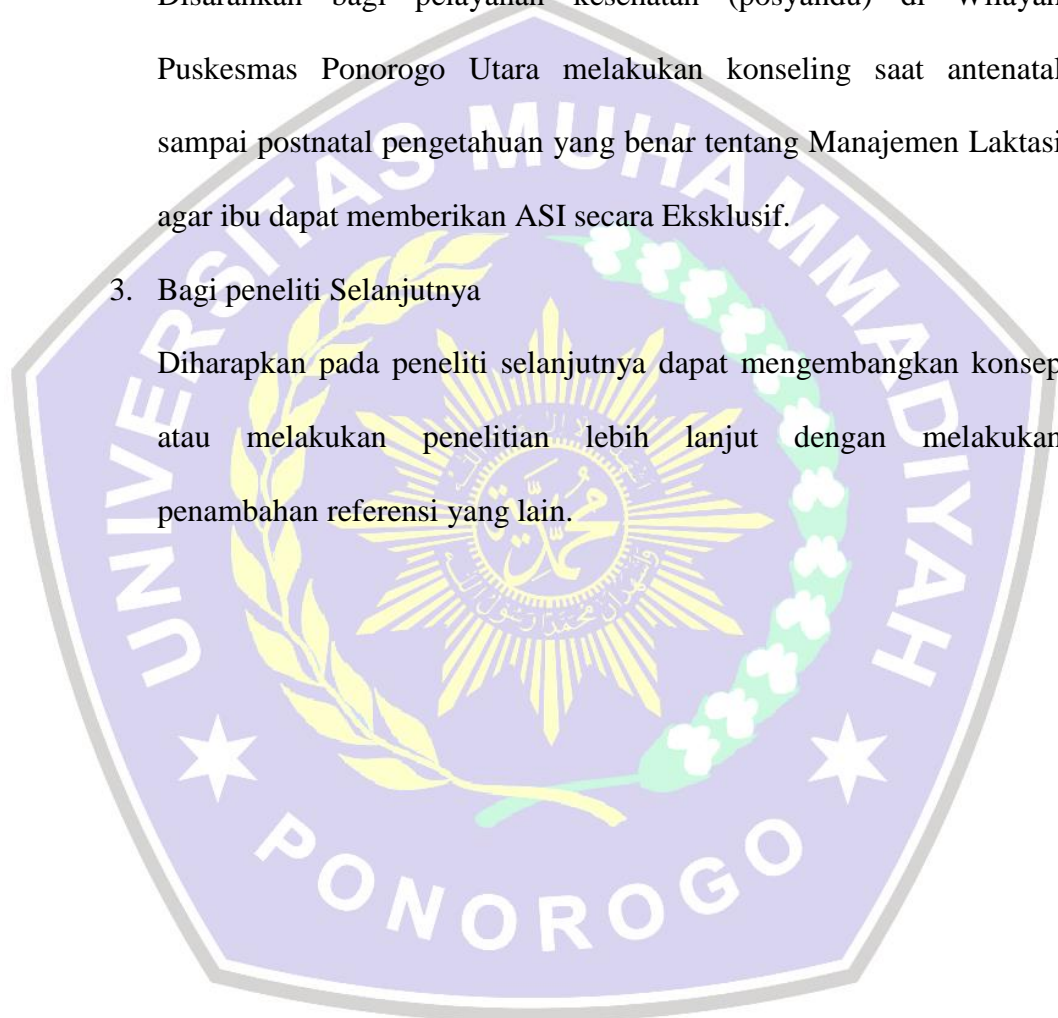 Disarankan bagi pelayanan kesehatan (posyandu) di Wilayah
Puskesmas Ponorogo Utara melakukan konseling saat antenatal
sampai postnatal pengetahuan yang benar tentang Manajemen Laktasi
agar ibu dapat memberikan ASI secara Eksklusif.
3. Bagi peneliti Selanjutnya
Diharapkan pada peneliti selanjutnya dapat mengembangkan konsep
atau melakukan penelitian lebih lanjut dengan melakukan
penambahan referensi yang lain.
UNIVERSITAS MUHAMMADIYAH
PONOROGO
محمدية